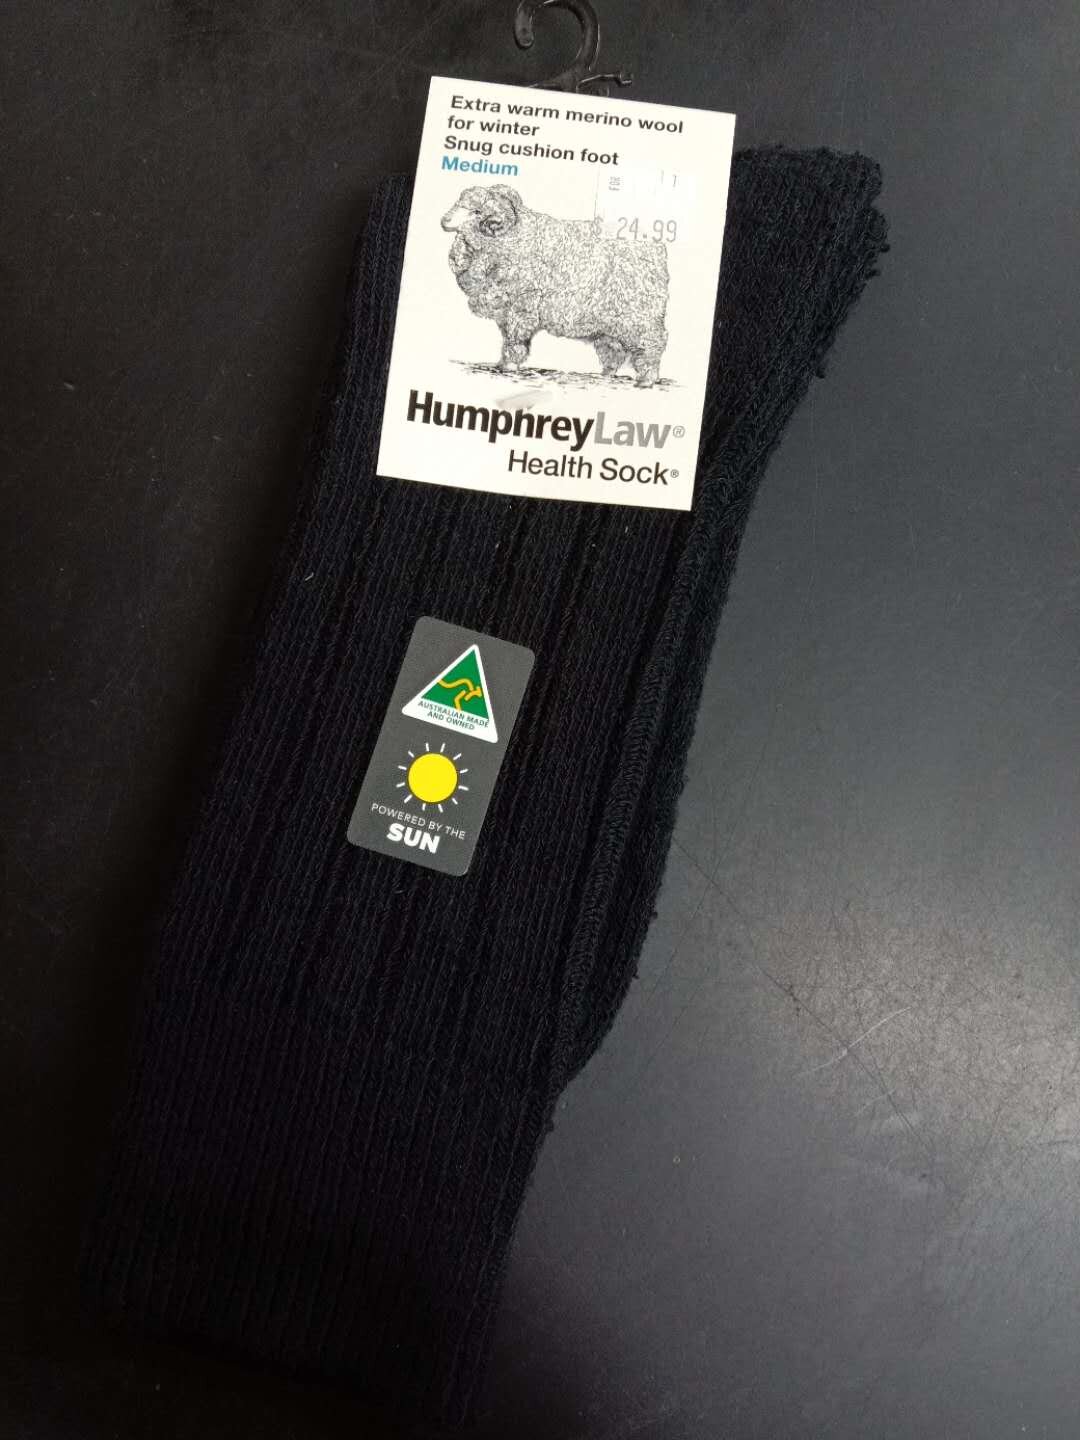 Extra warm merino wool
for winter
Snug cushion foot
Medium
$ 24.99
HumphreyLaw®
Health Sock®
AUSTRALIAN MADE
AND OWNED
POWERED BY THE
SUN